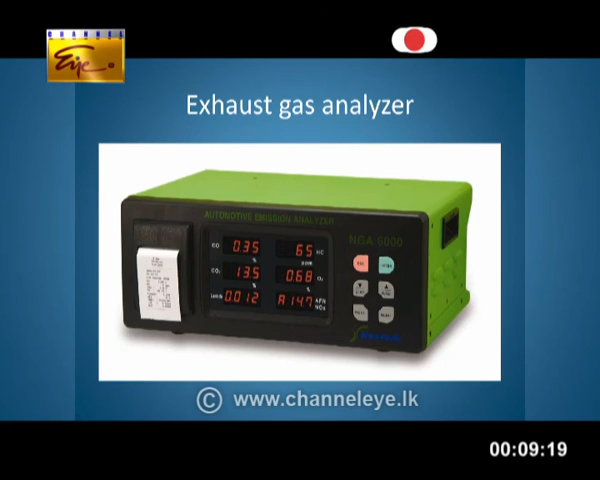 CHANNEL
Eye
Exhaust gas analyzer
AUTOMOTIVE EMISSION ANALYZER
NGA 6000
CO 0.35 65 HC
% ppm
CO₂ 13.5 0.68 O₂
% %
0.012 A14.7 AFR
NOx
© www.channeleye.lk
00:09:19